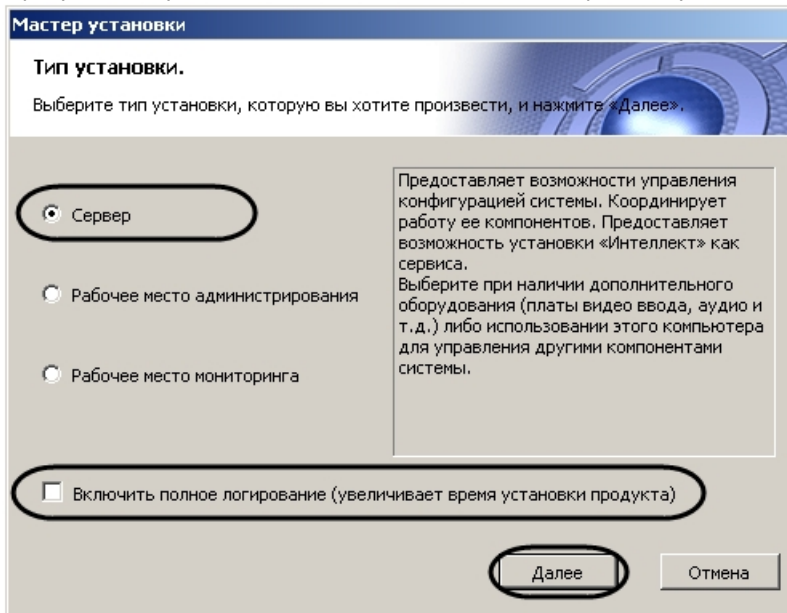 Мастер установки
Тип установки.
Выберите тип установки, которую вы хотите произвести, и нажмите «Далее».
Сервер
Рабочее место администрирования
Рабочее место мониторинга
Предоставляет возможности управления
конфигурацией системы. Координирует
работу ее компонентов. Предоставляет
возможность установки «Интеллект» как
сервиса.
Выберите при наличии дополнительного
оборудования (платы видео ввода, аудио и
т.д.) либо использовании этого компьютера
для управления другими компонентами
системы.
Включить полное логирование (увеличивает время установки продукта)
Далее
Отмена